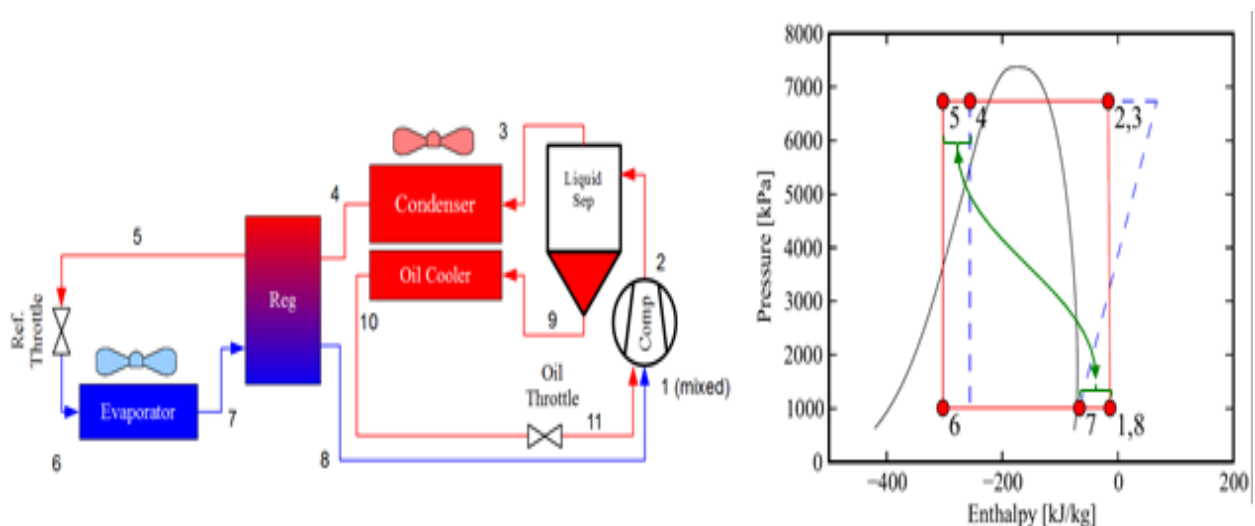 3
Liquid
Sep
4
Condenser
5
2
Reg
Oil Cooler
10
9
Comp
Ref.
Throttle
Oil
Throttle
1 (mixed)
Evaporator
7
11
6
8
Pressure [kPa]
8000
7000
6000
5000
4000
3000
2000
1000
0
5
4
2,3
6
7
1,8
−400
−200
0
200
Enthalpy [kJ/kg]